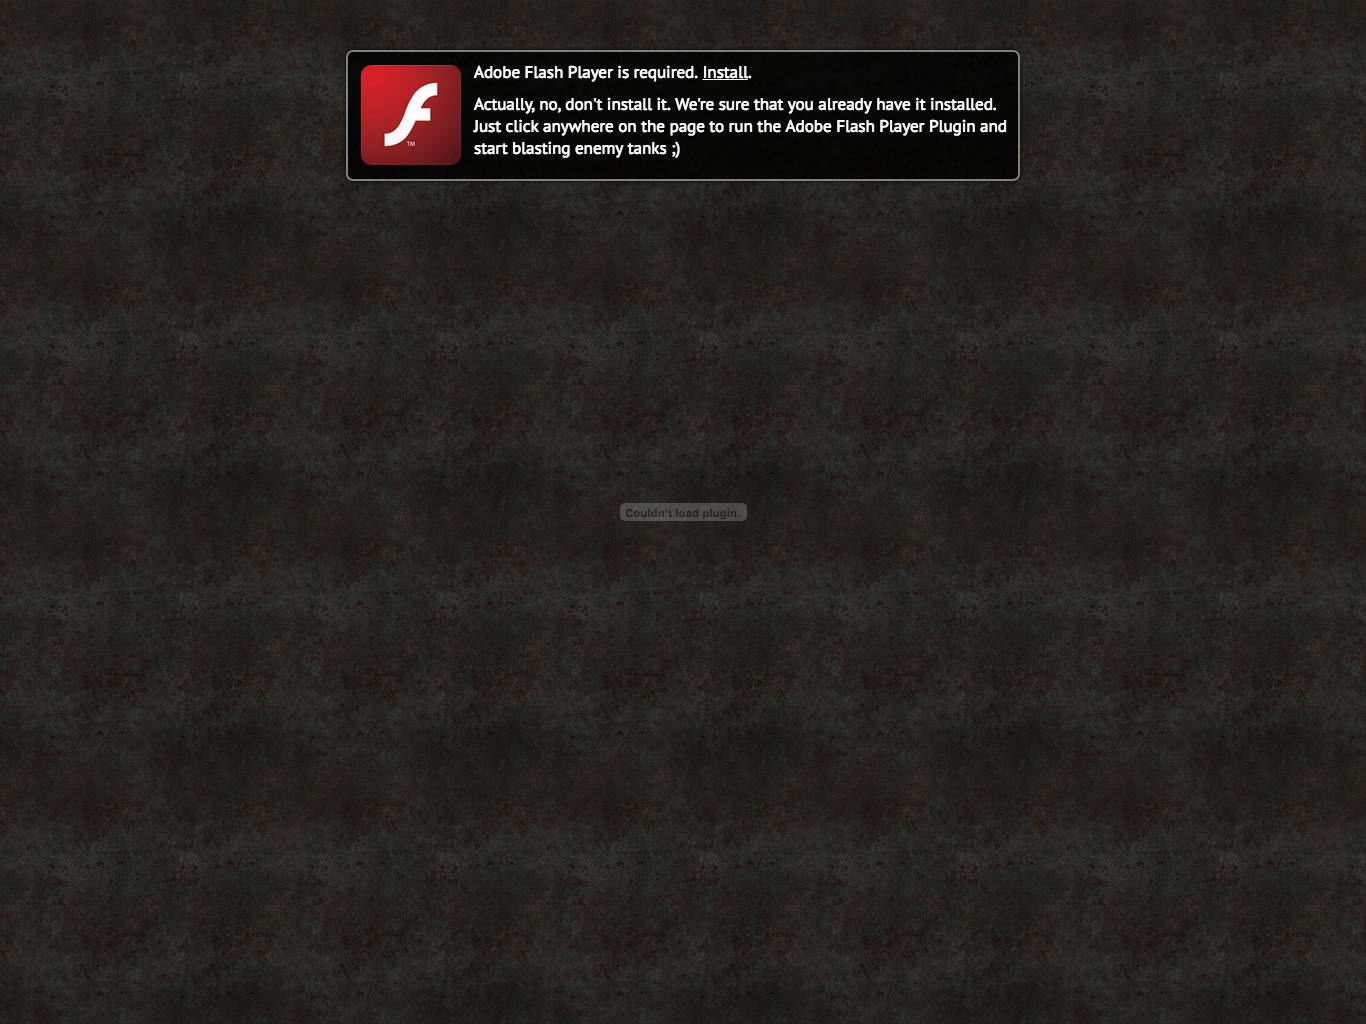 Adobe Flash Player is required. Install.
Actually, no, don't install it. We're sure that you already have it installed.
Just click anywhere on the page to run the Adobe Flash Player Plugin and
start blasting enemy tanks ;)
TM
Couldn't load plugin.